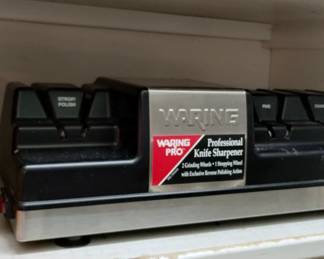 STROP/
POLISH
WARING
FINE
WARING
PRO
Professional
Knife Sharpener
2 Grinding Wheels • 1 Stropping Wheel
with Exclusive Reverse Polishing Action